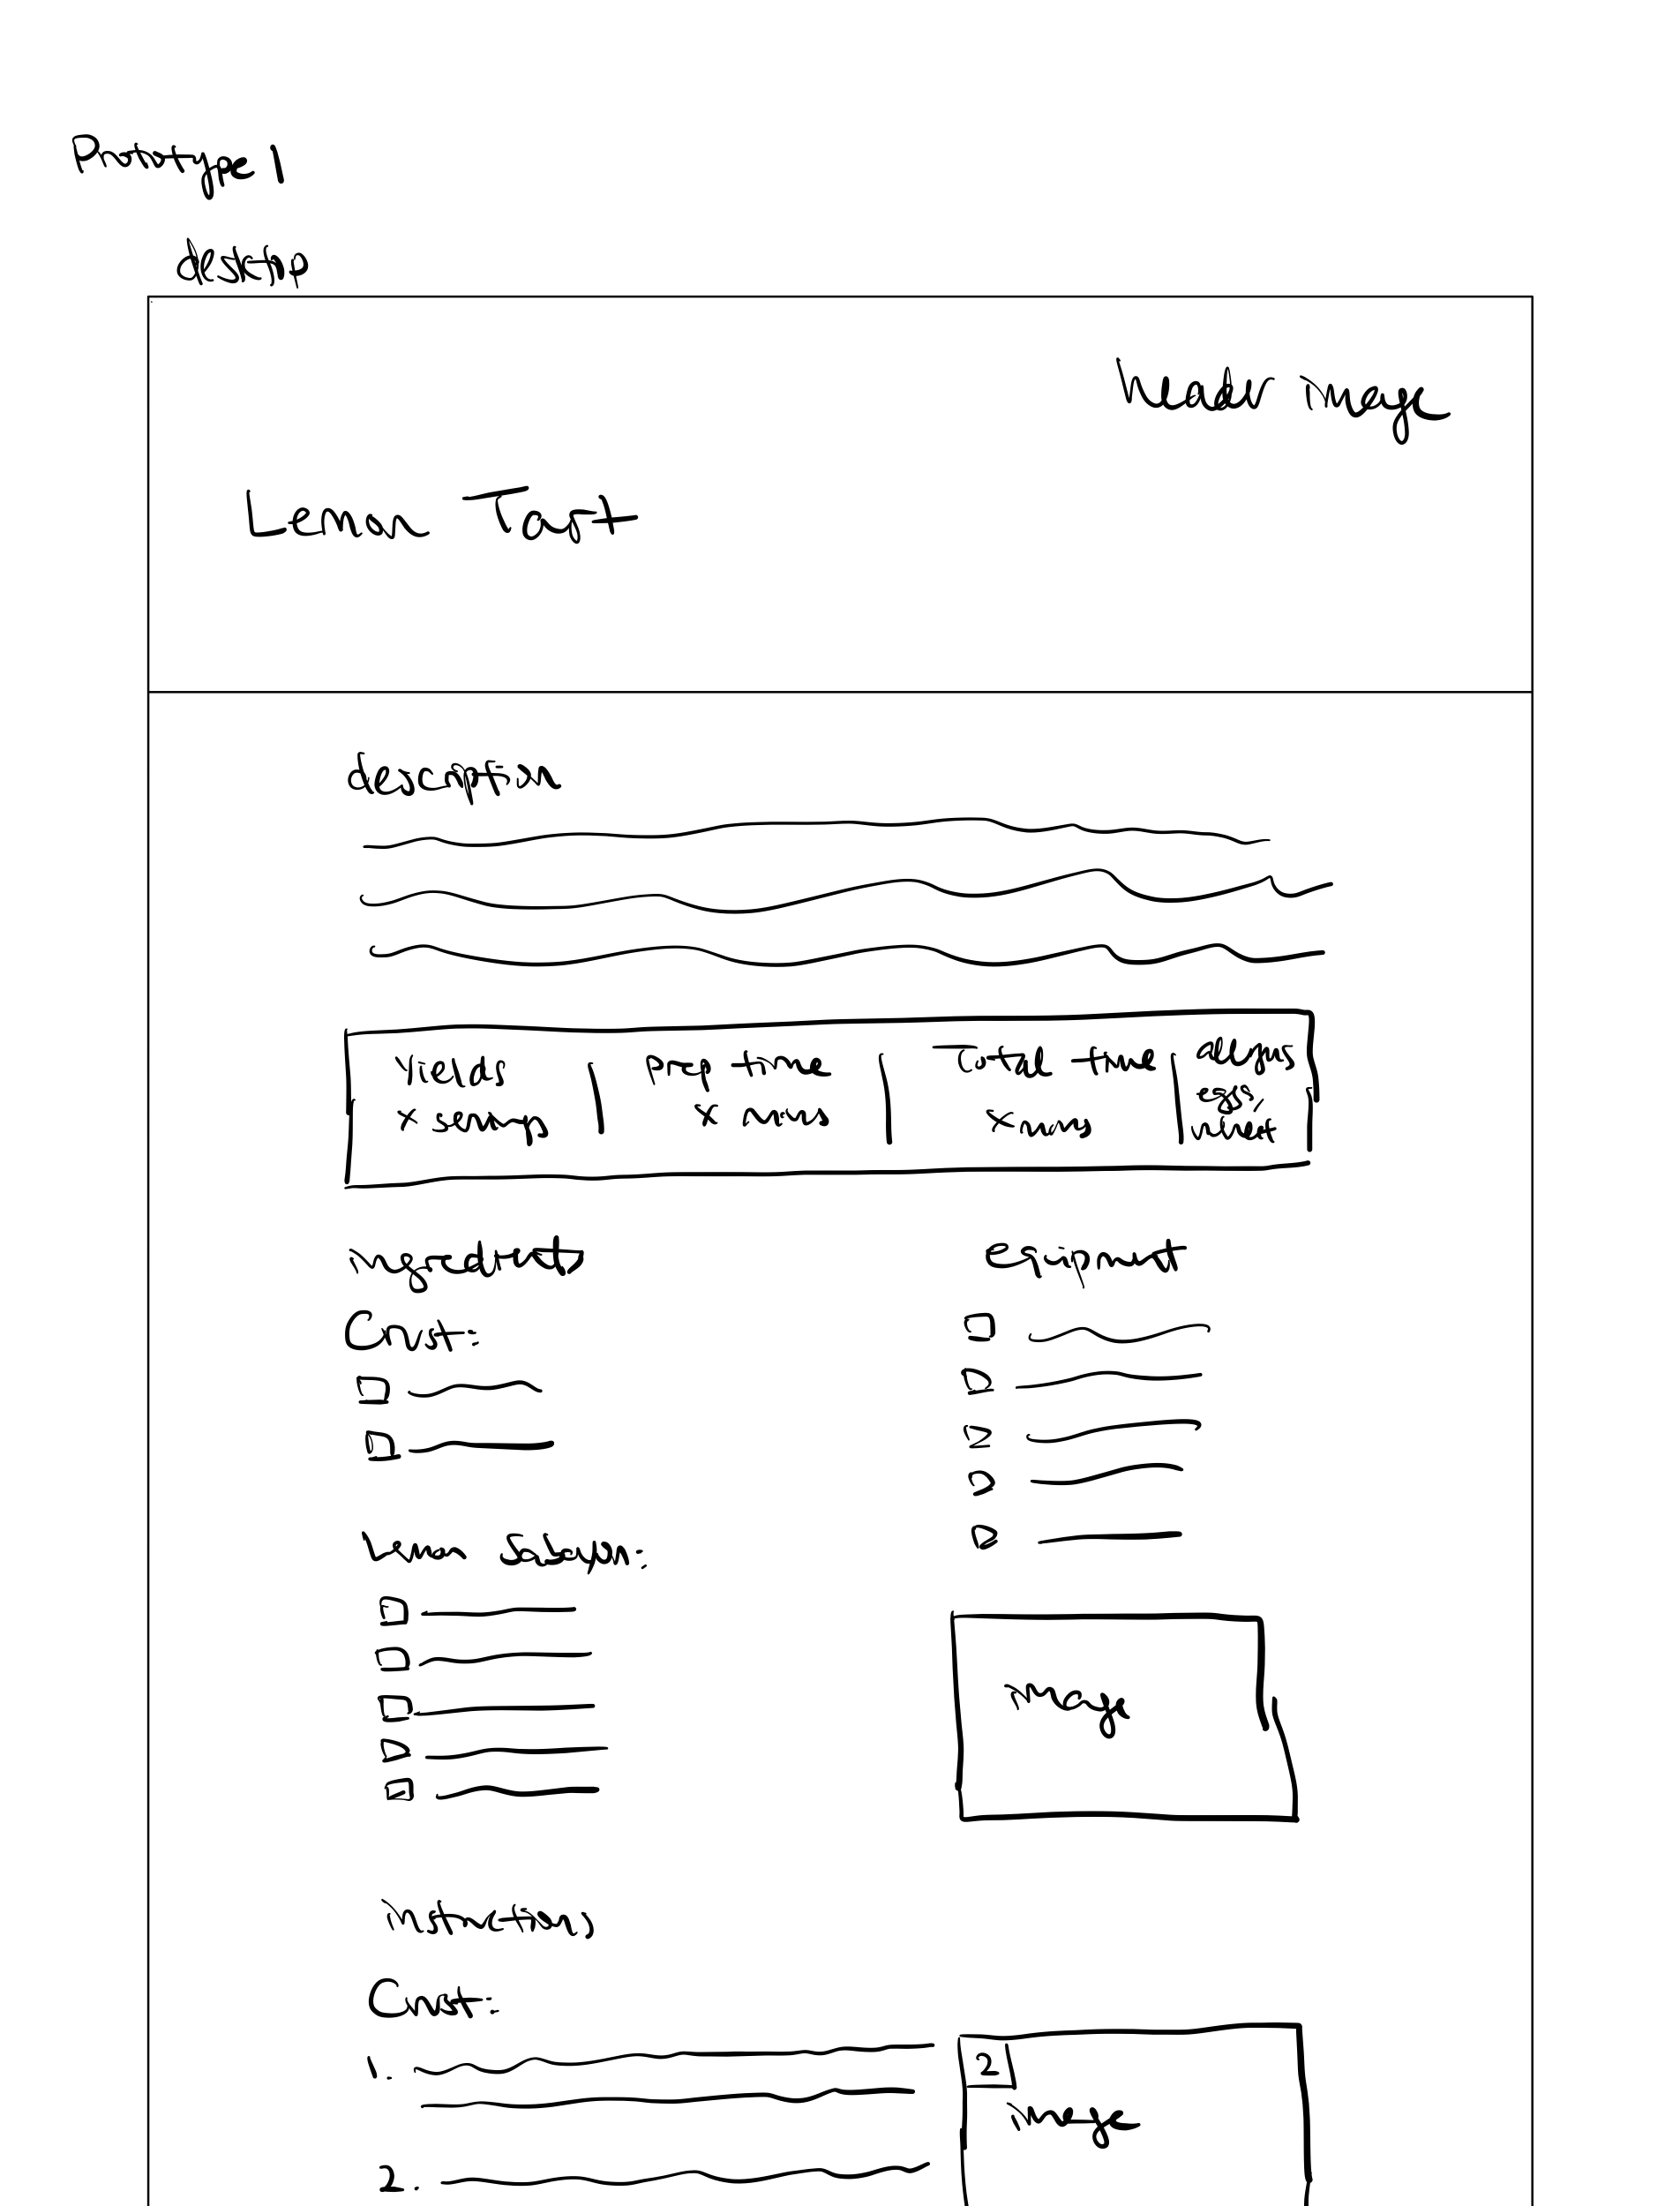 Prototype 1
desktop
header image
Lemon Tart
description
Yields
x servings
prep time
x mins
Total time
x mins
allergens
eggs,
wheat
ingredients
equipment
Crust:
Lemon Sabayon:
image
instructions
Crust:
1.
2
image
2.